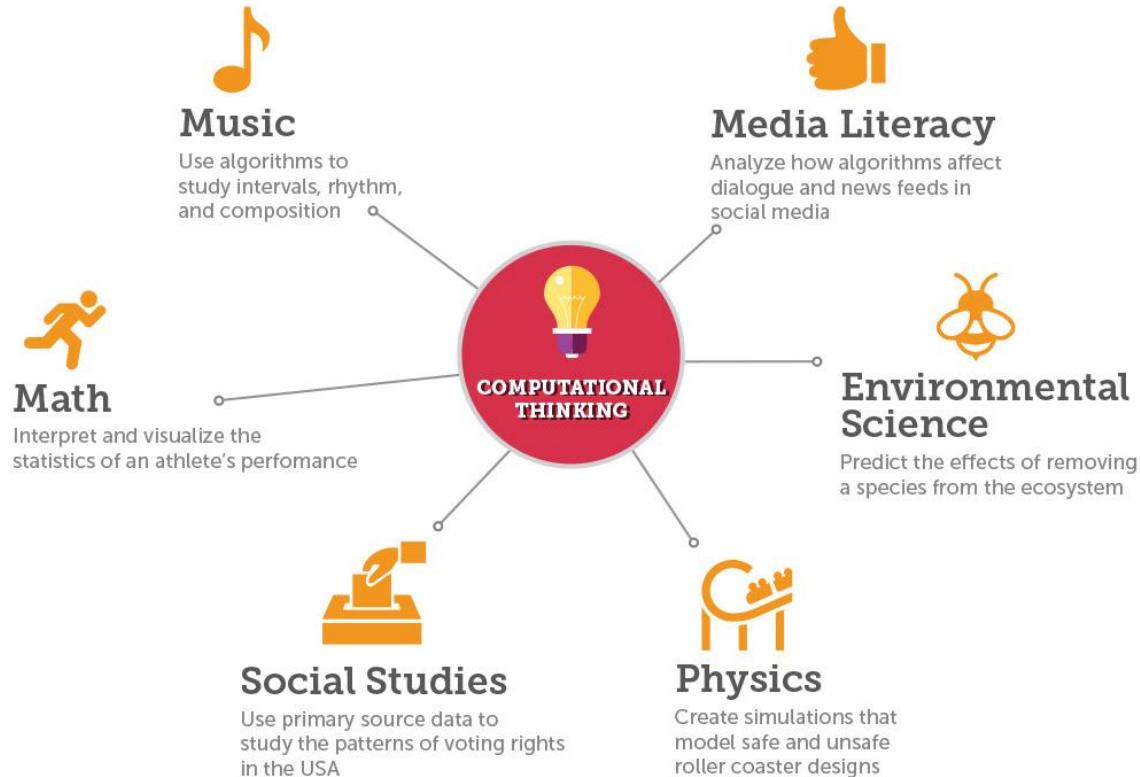 Music
Use algorithms to
study intervals, rhythm,
and composition
Media Literacy
Analyze how algorithms affect
dialogue and news feeds in
social media
COMPUTATIONAL
THINKING
Math
Interpret and visualize the
statistics of an athlete's perfomance
Environmental
Science
Predict the effects of removing
a species from the ecosystem
Social Studies
Use primary source data to
study the patterns of voting rights
in the USA
Physics
Create simulations that
model safe and unsafe
roller coaster designs